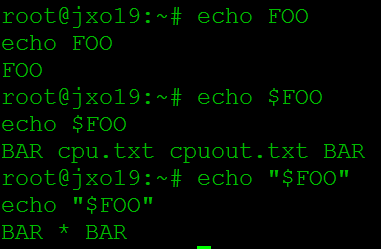 root@jxo19:~# echo FOO
echo FOO
FOO
root@jxo19:~# echo $FOO
echo $FOO
BAR cpu.txt cpuout.txt BAR
root@jxo19:~# echo "$FOO"
echo "$FOO"
BAR * BAR